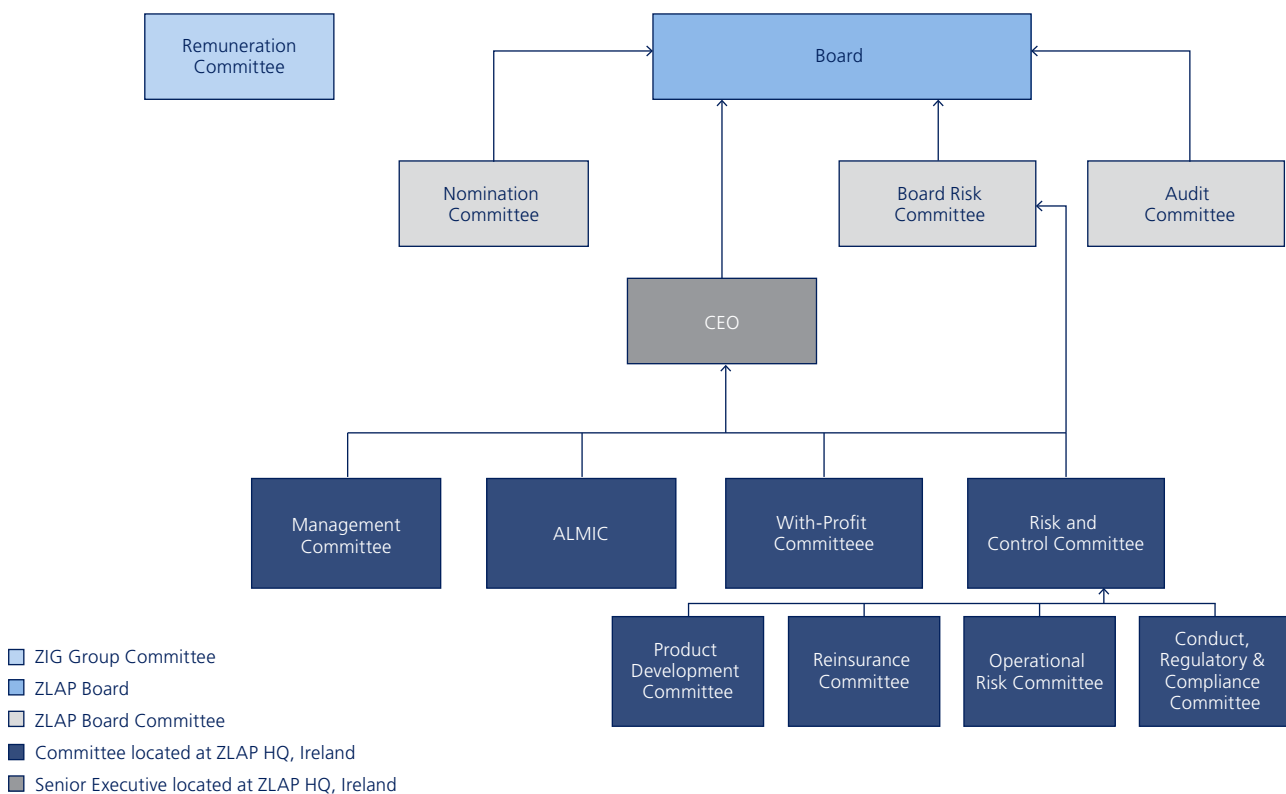 Remuneration
Committee
Board
Nomination
Committee
Board Risk
Committee
Audit
Committee
CEO
Management
Committee
ALMIC
With-Profit
Committeee
Risk and
Control Committee
Product
Development
Committee
Reinsurance
Committee
Operational
Risk Committee
Conduct,
Regulatory &
Compliance
Committee
ZIG Group Committee
ZLAP Board
ZLAP Board Committee
Committee located at ZLAP HQ, Ireland
Senior Executive located at ZLAP HQ, Ireland